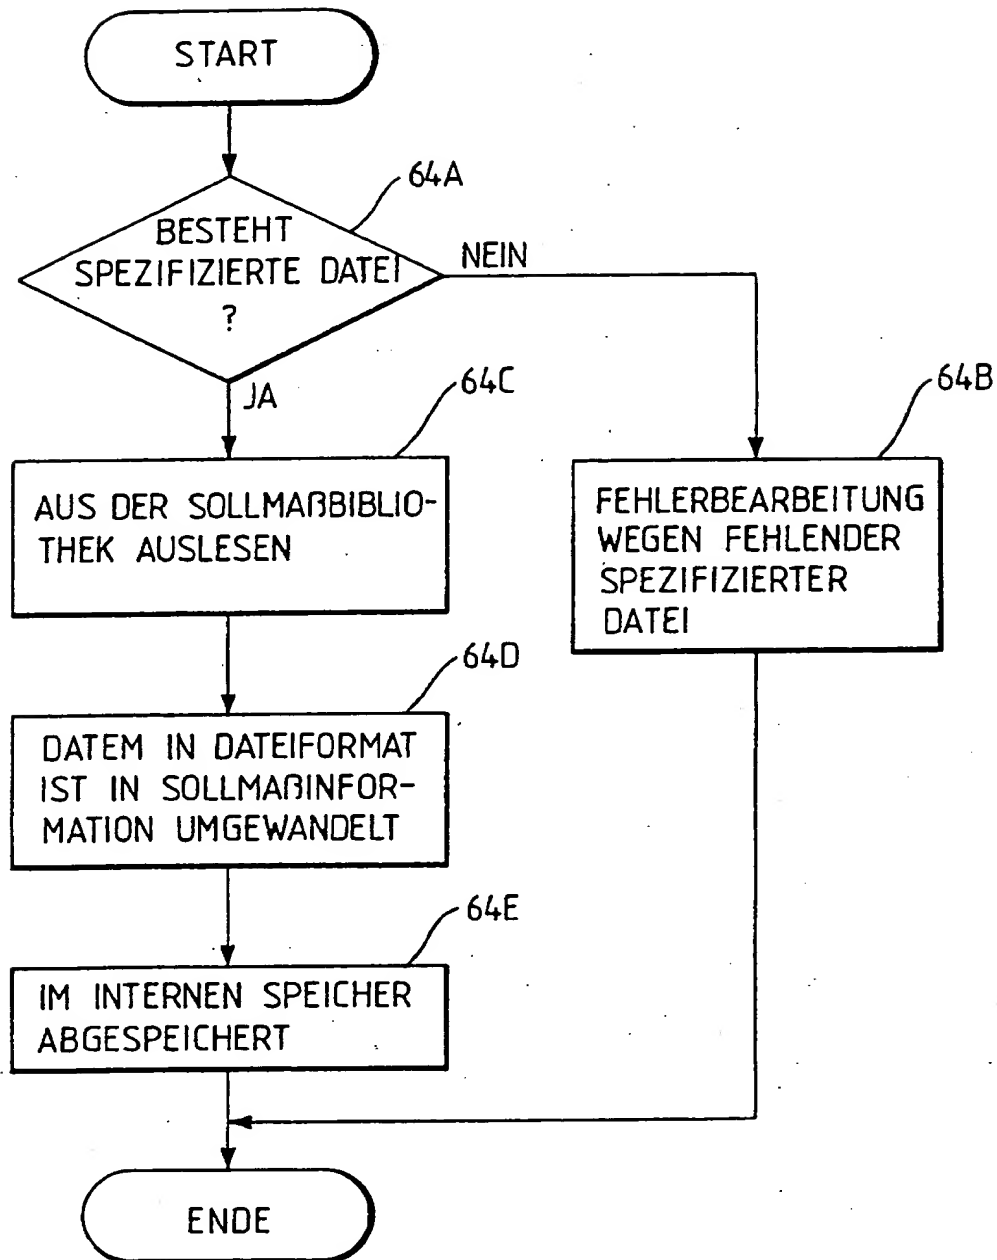 START
64A
BESTEHT
SPEZIFIZIERTE DATEI
?
NEIN
JA
64C
AUS DER SOLLMAßBIBLIO-
THEK AUSLESEN
64B
FEHLERBEARBEITUNG
WEGEN FEHLENDER
SPEZIFIZIERTER
DATEI
64D
DATEM IN DATEIFORMAT
IST IN SOLLMAßINFOR-
MATION UMGEWANDELT
64E
IM INTERNEN SPEICHER
ABGESPEICHERT
ENDE